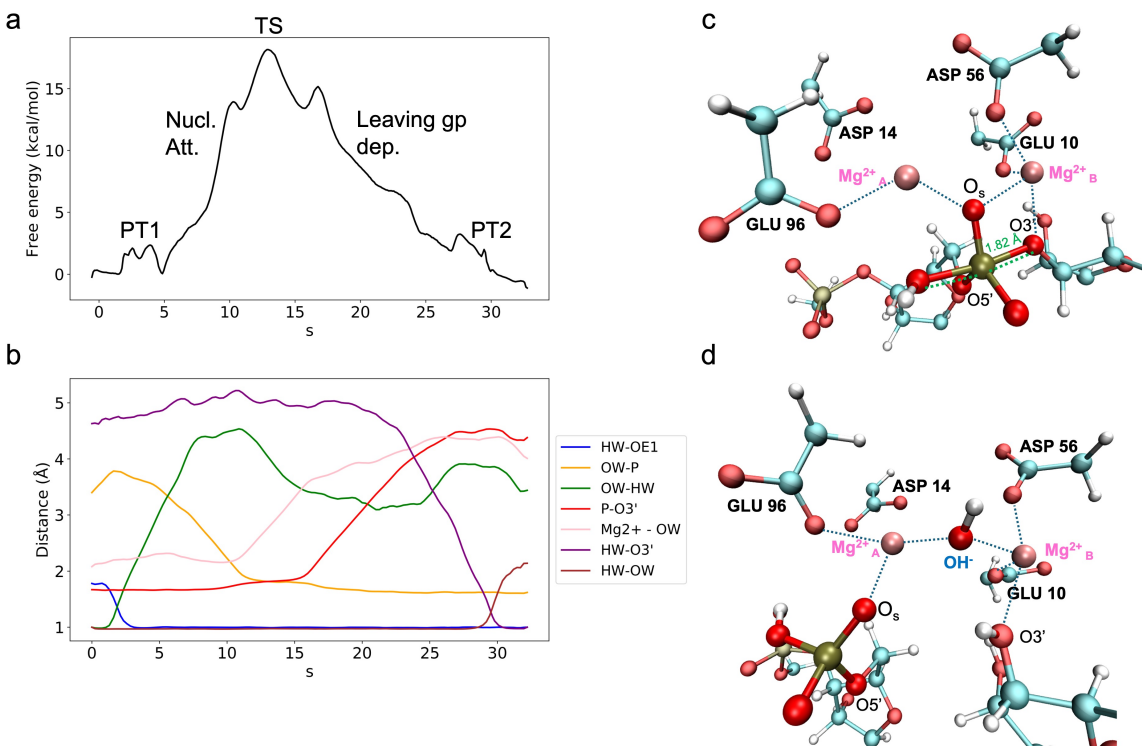 a
TS
Free energy (kcal/mol)
15
10
5
0
Nucl.
Att.
Leaving gp
dep.
PT1
PT2
0
5
10
15
20
25
30
s
b
Distance (Å)
5
4
3
2
1
0
5
10
15
20
25
30
s
HW-OE1
OW-P
OW-HW
P-O3'
Mg2+ - OW
HW-O3'
HW-OW
c
ASP 56
ASP 14
GLU 10
Mg²⁺A
Mg²⁺B
Os
GLU 96
O3'
1.82 Å
O5'
d
ASP 56
ASP 14
GLU 96
Mg²⁺A
Mg²⁺B
OH⁻
GLU 10
Os
O3'
O5'